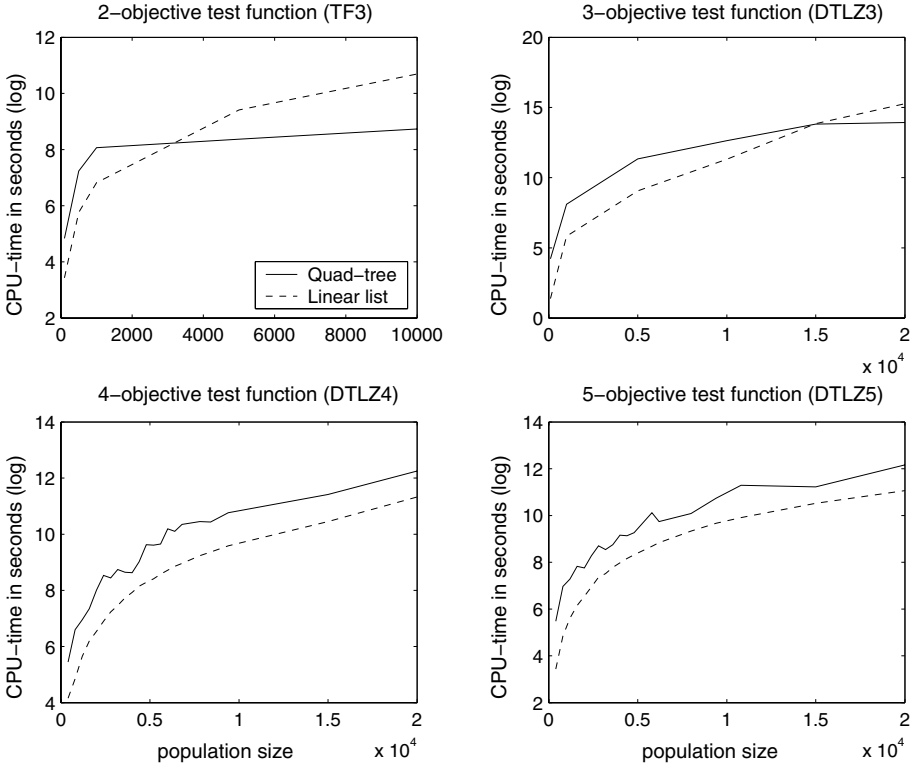 2−objective test function (TF3)
CPU−time in seconds (log)
12
10
8
6
4
2
0 2000 4000 6000 8000 10000
Quad−tree
Linear list
3−objective test function (DTLZ3)
CPU−time in seconds (log)
20
15
10
5
0
0 0.5 1 1.5 2
x 10^4
4−objective test function (DTLZ4)
CPU−time in seconds (log)
14
12
10
8
6
4
0 0.5 1 1.5 2
population size
x 10^4
5−objective test function (DTLZ5)
CPU−time in seconds (log)
14
12
10
8
6
4
2
0 0.5 1 1.5 2
population size
x 10^4